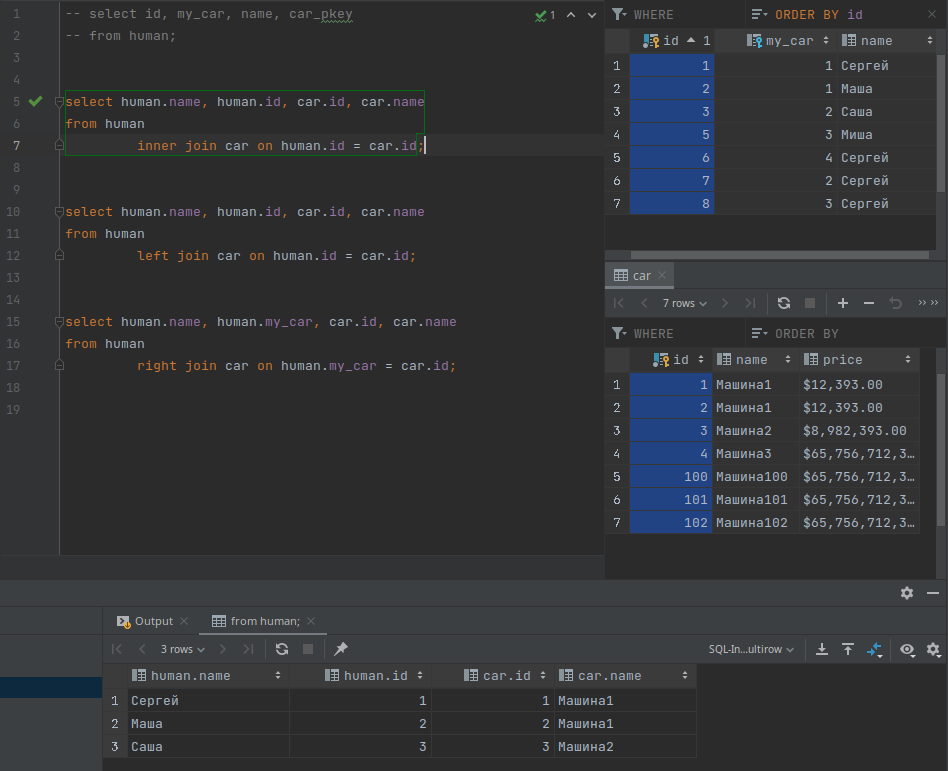 1 -- select id, my_car, name, car_pkey
2 -- from human;
3
4
5 select human.name, human.id, car.id, car.name
6 from human
7 inner join car on human.id = car.id;
8
9
10 select human.name, human.id, car.id, car.name
11 from human
12 left join car on human.id = car.id;
13
14
15 select human.name, human.my_car, car.id, car.name
16 from human
17 right join car on human.my_car = car.id;
18
19
1
WHERE ORDER BY id
id 1 my_car name
1 1 1 Сергей
2 2 1 Маша
3 3 2 Саша
4 5 3 Миша
5 6 4 Сергей
6 7 2 Сергей
7 8 3 Сергей
car
7 rows
WHERE ORDER BY
id name price
1 1 Машина1 $12,393.00
2 2 Машина1 $12,393.00
3 3 Машина2 $8,982,393.00
4 4 Машина3 $65,756,712,3…
5 100 Машина100 $65,756,712,3…
6 101 Машина101 $65,756,712,3…
7 102 Машина102 $65,756,712,3…
Output from human;
3 rows SQL-In...ultirow
human.name human.id car.id car.name
1 Сергей 1 1 Машина1
2 Маша 2 2 Машина1
3 Саша 3 3 Машина2